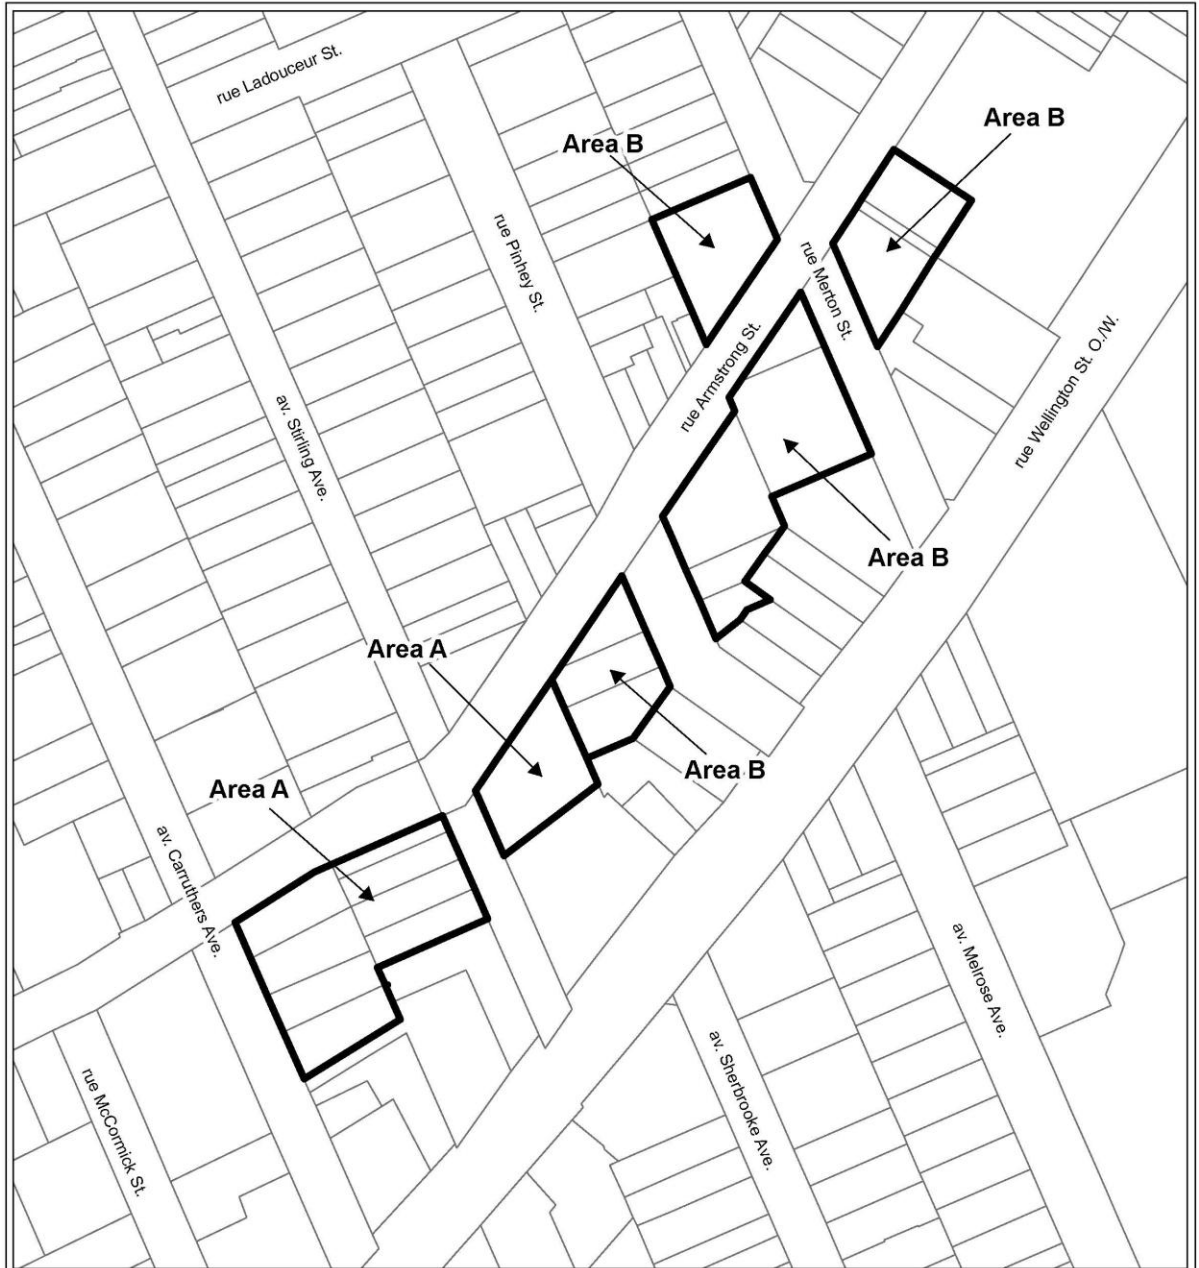 rue Ladouceur St.
Area B
Area B
rue Pinhey St.
rue Merton St.
rue Armstrong St.
rue Wellington St. O./W.
av. Stirling Ave.
Area B
Area A
Area B
Area A
av. Carruthers Ave.
av. Melrose Ave.
av. Sherbrooke Ave.
rue McCormick St.